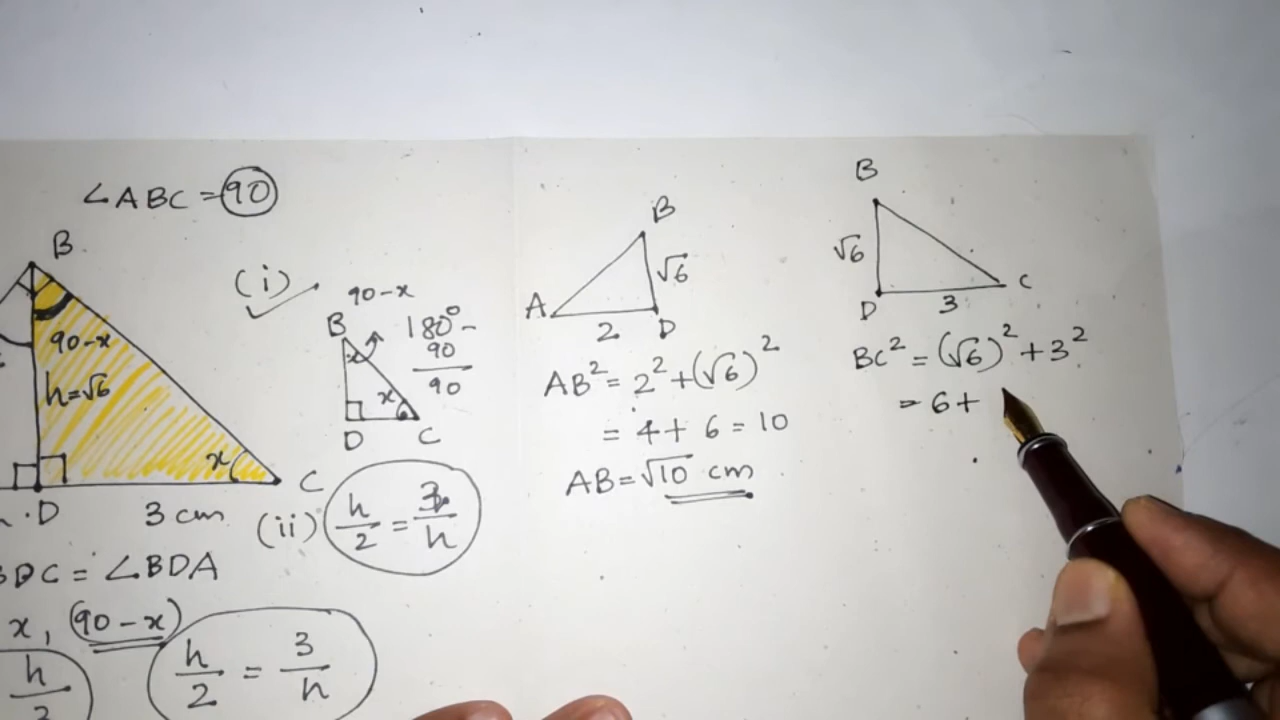 ∠ABC = 90
B
90-x
h=√6
x
C
D
3 cm
∠BDA
x, (90-x)
h/2 = 3/h
(i)
90-x
B
x
180°-
90
90
x
D
C
(ii) h/2 = 3/h
B
A
√6
2
D
AB² = 2² + (√6)²
= 4 + 6 = 10
AB = √10 cm
B
√6
D
3
C
BC² = (√6)² + 3²
= 6 +